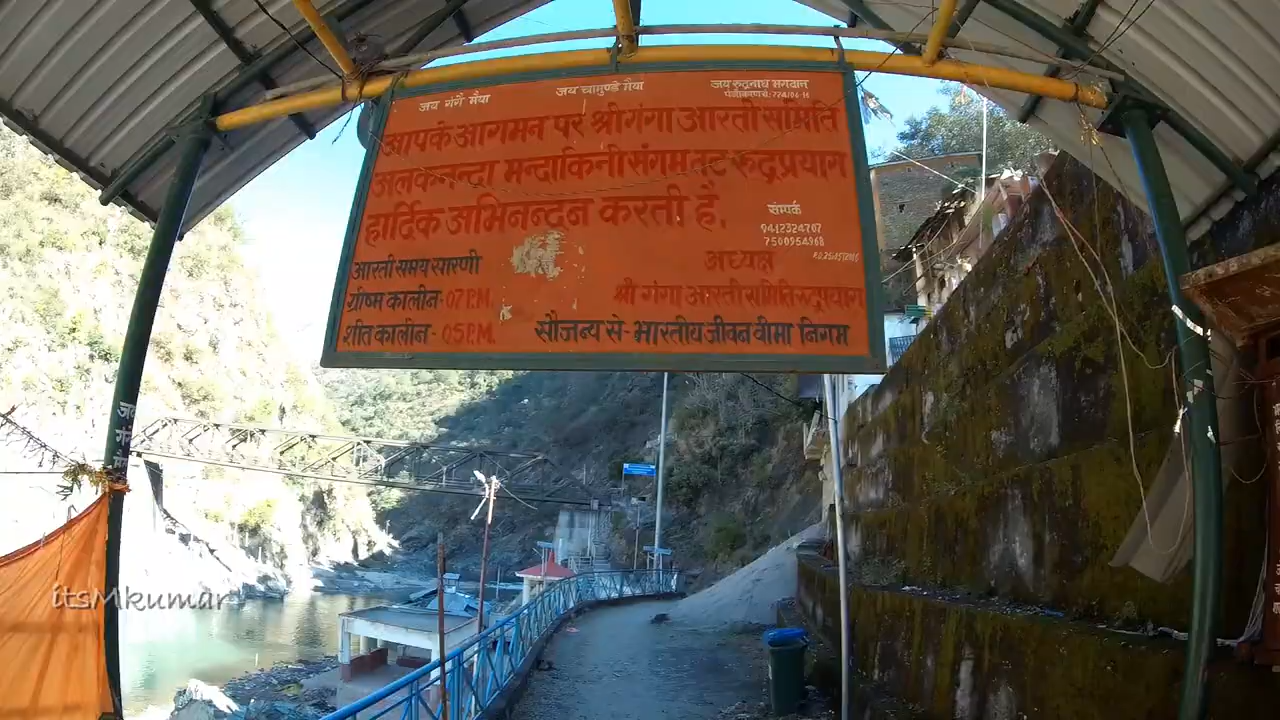 जय गंगे मैया
जय चामुण्डे मैया
जय रुद्रनाथ भगवान
आपके आगमन पर श्रीगंगा आरती समिति
अलकनन्दा मन्दाकिनी संगम तट रुद्रप्रयाग
हार्दिक अभिनन्दन करती है.
सम्पर्क
9412324707
7500954968
अध्यक्ष
आरती समय सारणी
ग्रीष्म कालीन-07 P.M.
श्री गंगा आरती समिति रुद्रप्रयाग
शीत कालीन - 05 P.M.
सौजन्य से- भारतीय जीवन बीमा निगम
जय
गंगे
itsMkumar